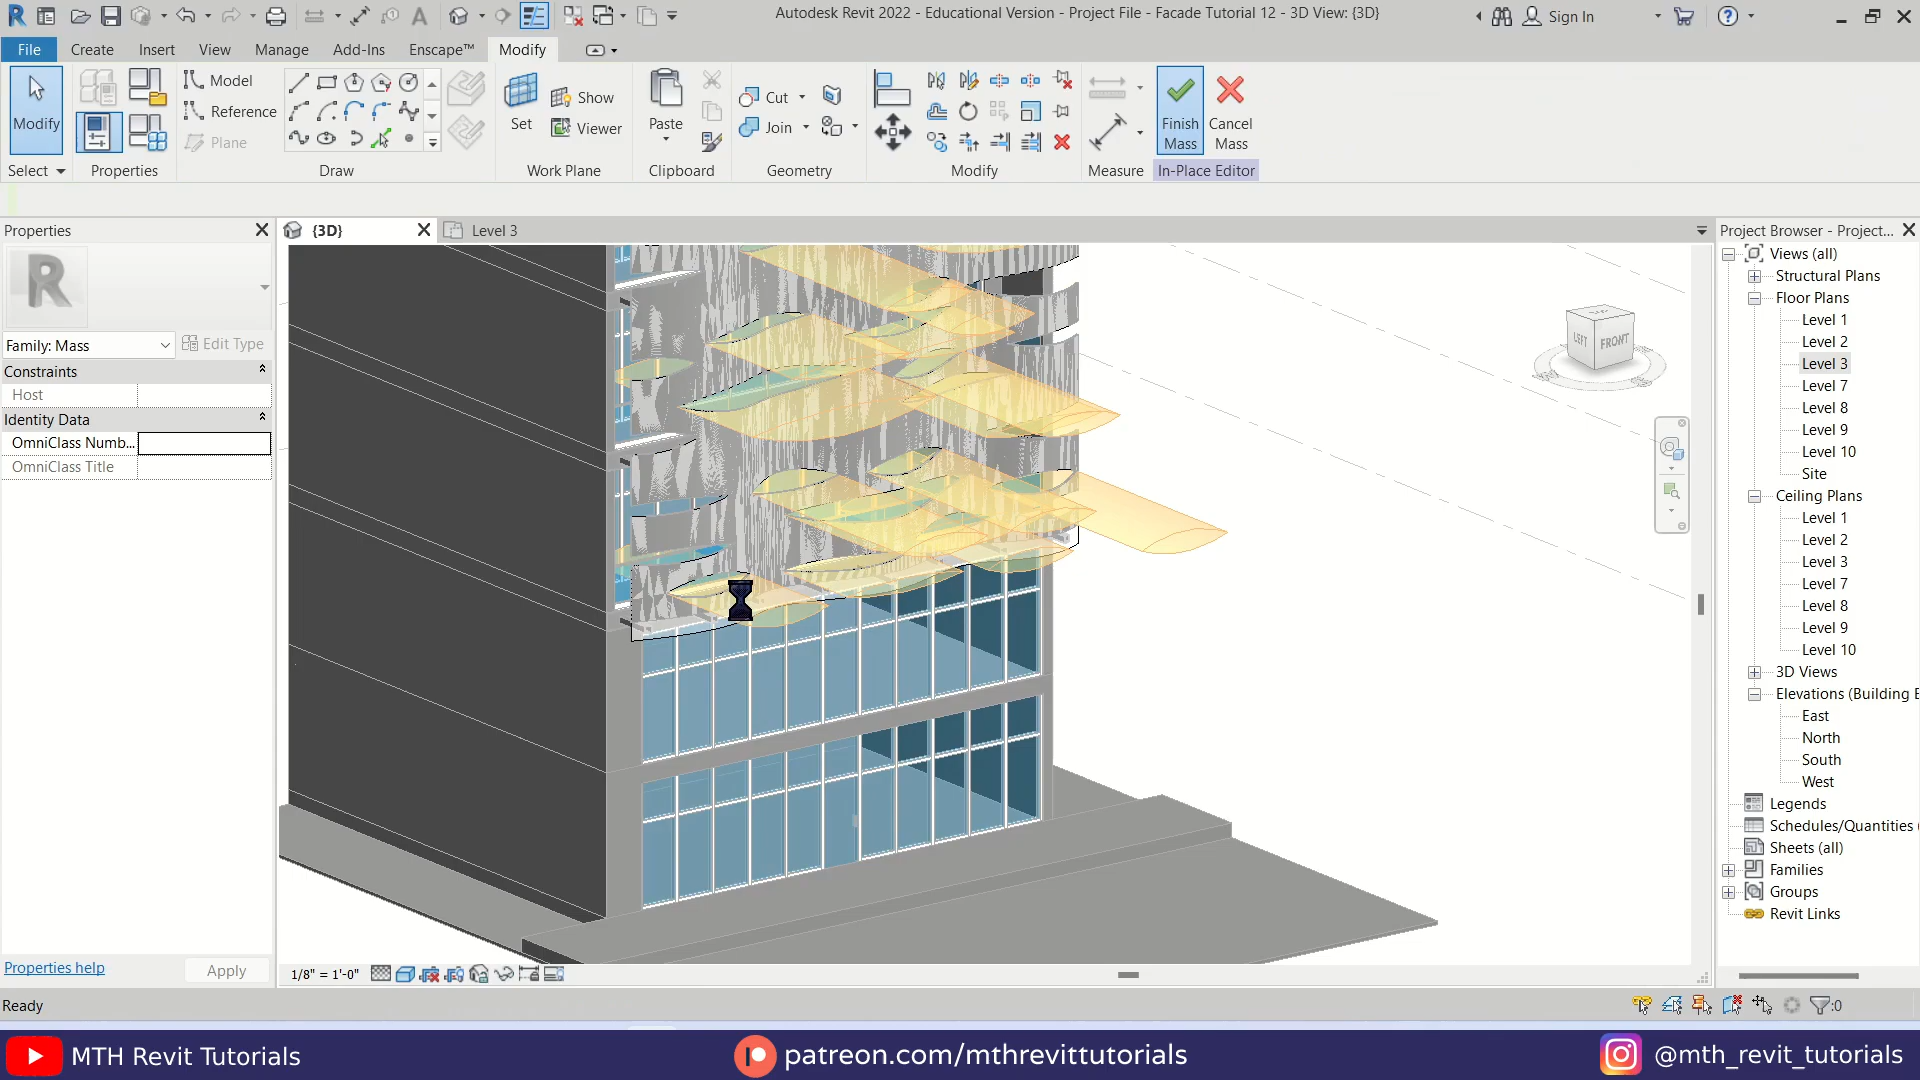 Autodesk Revit 2022 - Educational Version - Project File - Facade Tutorial 12 - 3D View: {3D}
Sign In
File
Create
Insert
View
Manage
Add-Ins
Enscape™
Modify
Modify
Model
Reference
Plane
Set
Show
Viewer
Paste
Cut
Join
Finish
Mass
Cancel
Mass
Select
Properties
Draw
Work Plane
Clipboard
Geometry
Modify
Measure
In-Place Editor
Properties
{3D}
Level 3
Project Browser - Project...
R
Family: Mass
Edit Type
Constraints
Host
Identity Data
OmniClass Numb...
OmniClass Title
Properties help
Apply
LEFT
FRONT
Views (all)
Structural Plans
Floor Plans
Level 1
Level 2
Level 3
Level 7
Level 8
Level 9
Level 10
Site
Ceiling Plans
Level 1
Level 2
Level 3
Level 7
Level 8
Level 9
Level 10
3D Views
Elevations (Building E
East
North
South
West
Legends
Schedules/Quantities (
Sheets (all)
Families
Groups
Revit Links
1/8" = 1'-0"
Ready
:0
MTH Revit Tutorials
patreon.com/mthrevittutorials
@mth_revit_tutorials